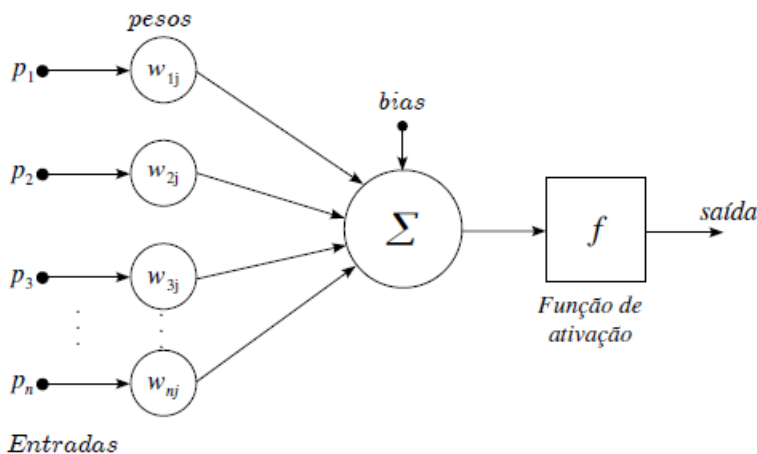 pesos
p₁ w₁ⱼ
bias
p₂ w₂ⱼ
Σ f saída
p₃ w₃ⱼ
Função de
ativação
pₙ wₙⱼ
Entradas